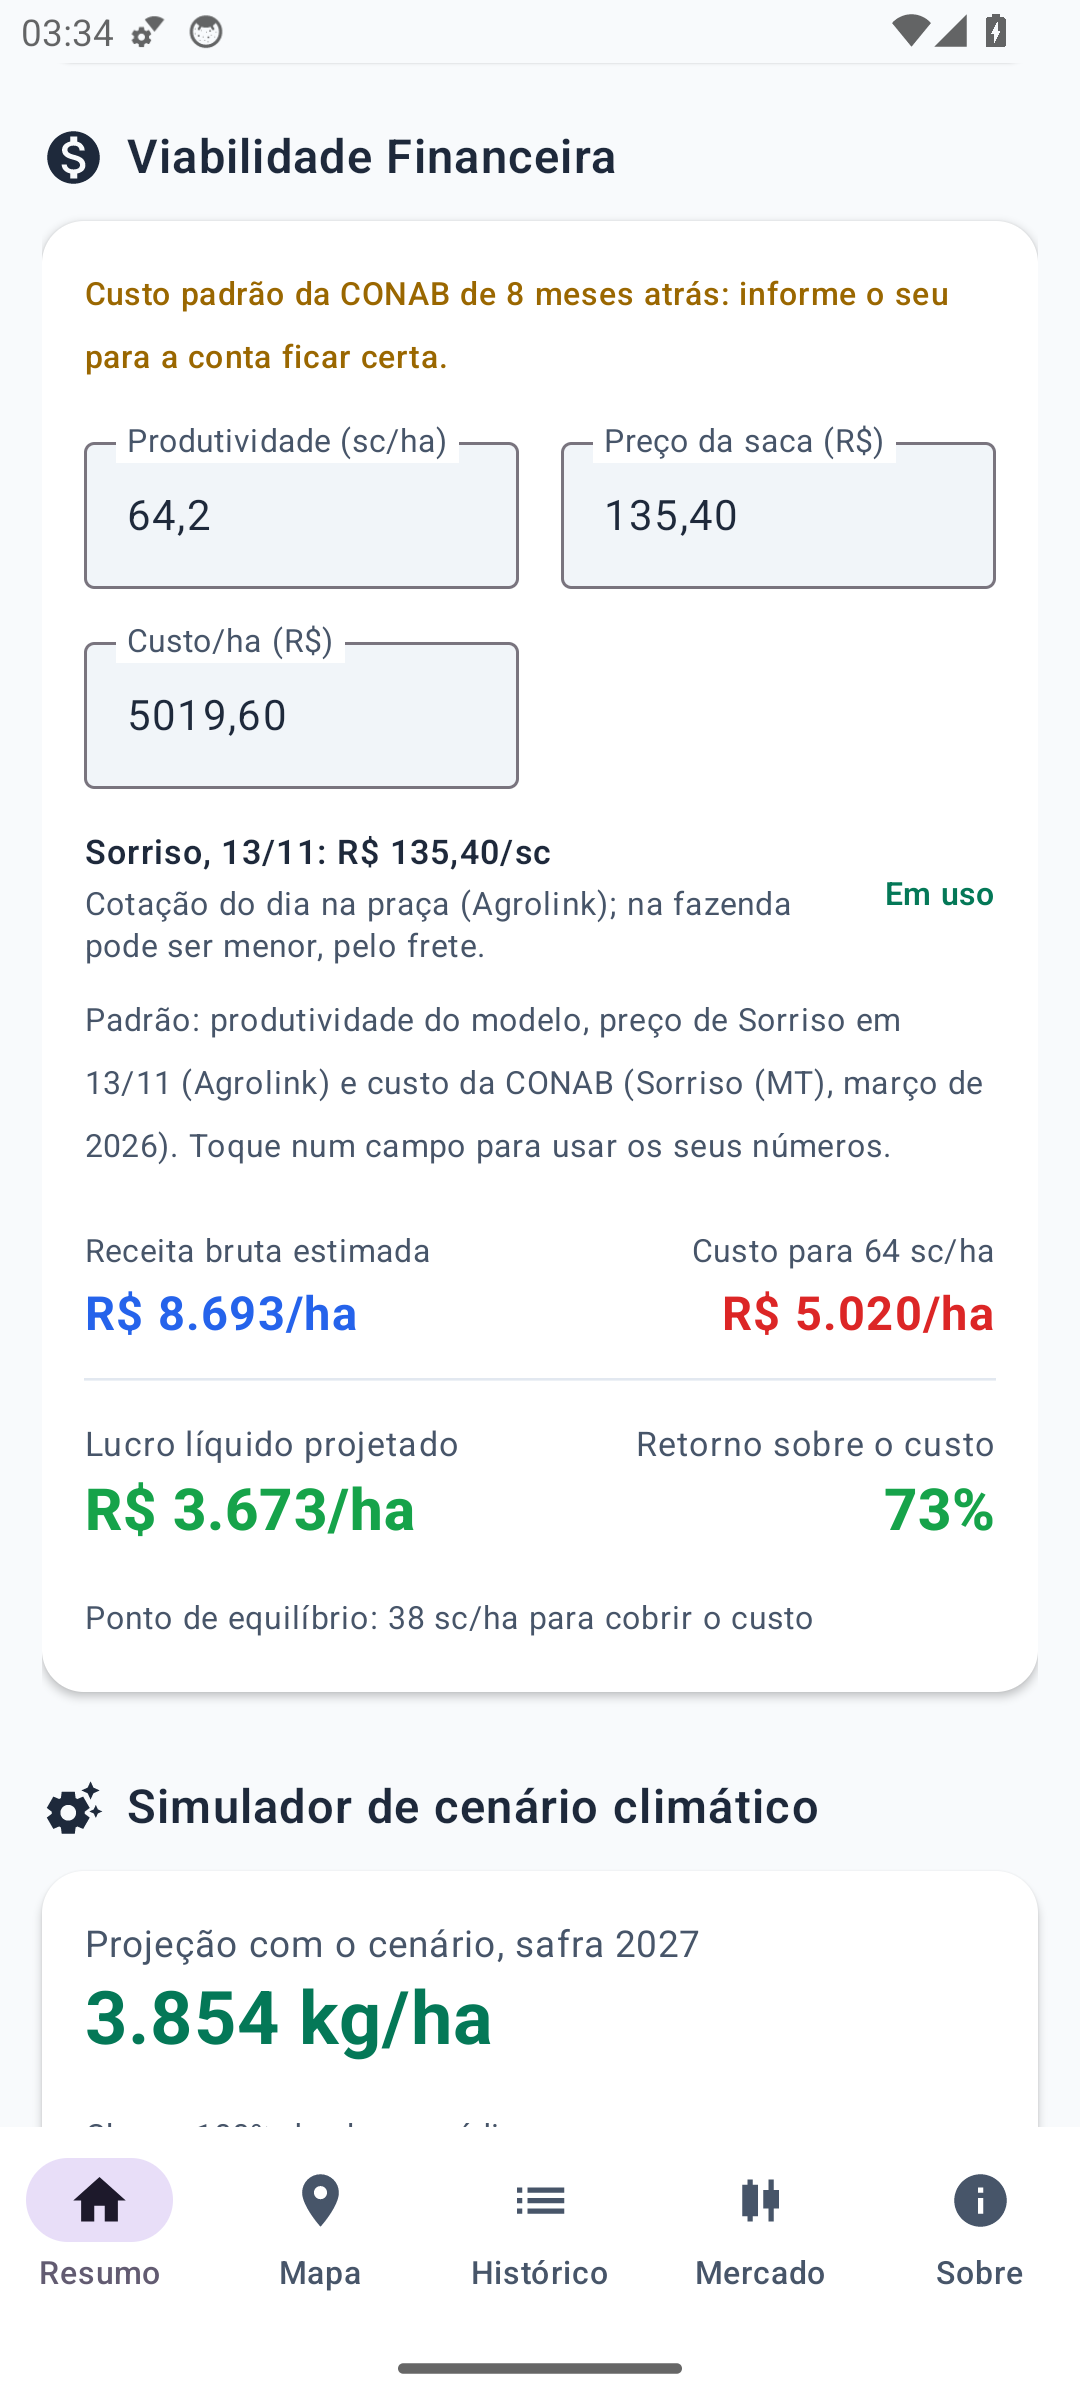 03:34
Viabilidade Financeira
Custo padrão da CONAB de 8 meses atrás: informe o seu
para a conta ficar certa.
Produtividade (sc/ha)
64,2
Preço da saca (R$)
135,40
Custo/ha (R$)
5019,60
Sorriso, 13/11: R$ 135,40/sc
Cotação do dia na praça (Agrolink); na fazenda
pode ser menor, pelo frete.
Em uso
Padrão: produtividade do modelo, preço de Sorriso em
13/11 (Agrolink) e custo da CONAB (Sorriso (MT), março de
2026). Toque num campo para usar os seus números.
Receita bruta estimada
R$ 8.693/ha
Custo para 64 sc/ha
R$ 5.020/ha
Lucro líquido projetado
R$ 3.673/ha
Retorno sobre o custo
73%
Ponto de equilíbrio: 38 sc/ha para cobrir o custo
Simulador de cenário climático
Projeção com o cenário, safra 2027
3.854 kg/ha
Resumo
Mapa
Histórico
Mercado
Sobre